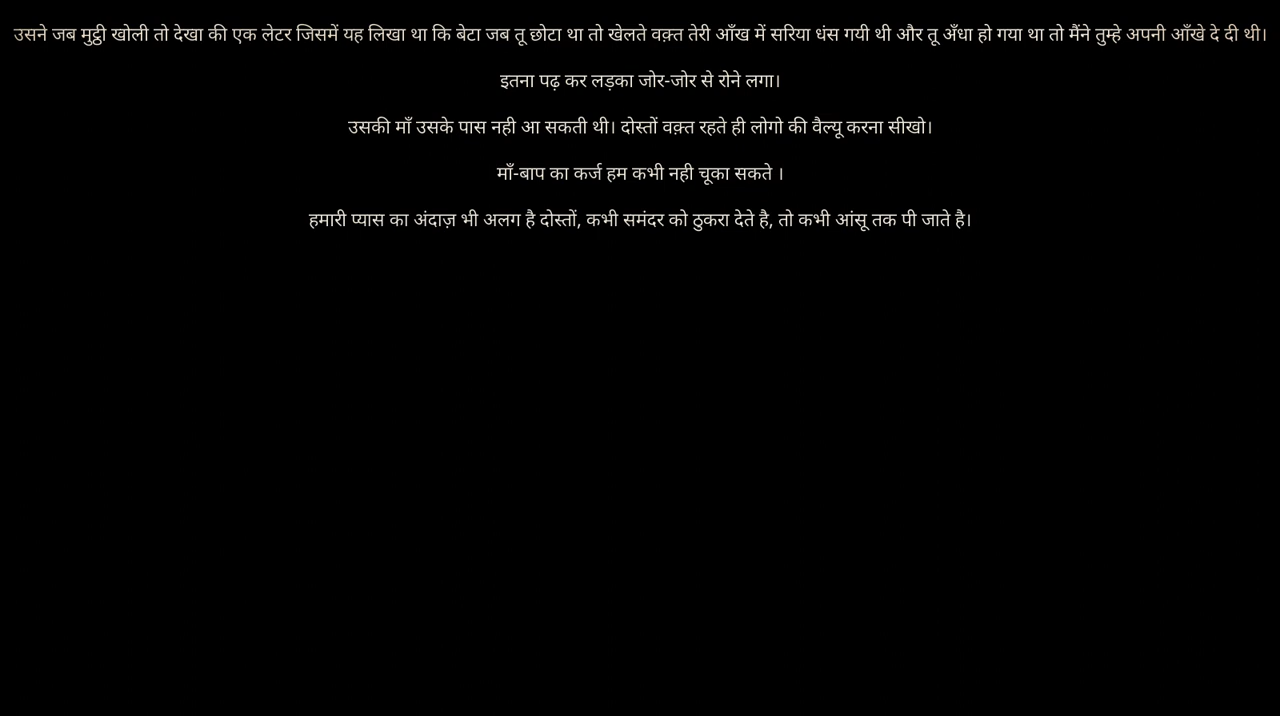 उसने जब मुट्ठी खोली तो देखा की एक लेटर जिसमें यह लिखा था कि बेटा जब तू छोटा था तो खेलते वक़्त तेरी आँख में सरिया धंस गयी थी और तू अँधा हो गया था तो मैंने तुम्हे अपनी आँखे दे दी थी।
इतना पढ़ कर लड़का जोर-जोर से रोने लगा।
उसकी माँ उसके पास नही आ सकती थी। दोस्तों वक़्त रहते ही लोगो की वैल्यू करना सीखो।
माँ-बाप का कर्ज हम कभी नही चूका सकते ।
हमारी प्यास का अंदाज़ भी अलग है दोस्तों, कभी समंदर को ठुकरा देते है, तो कभी आंसू तक पी जाते है।